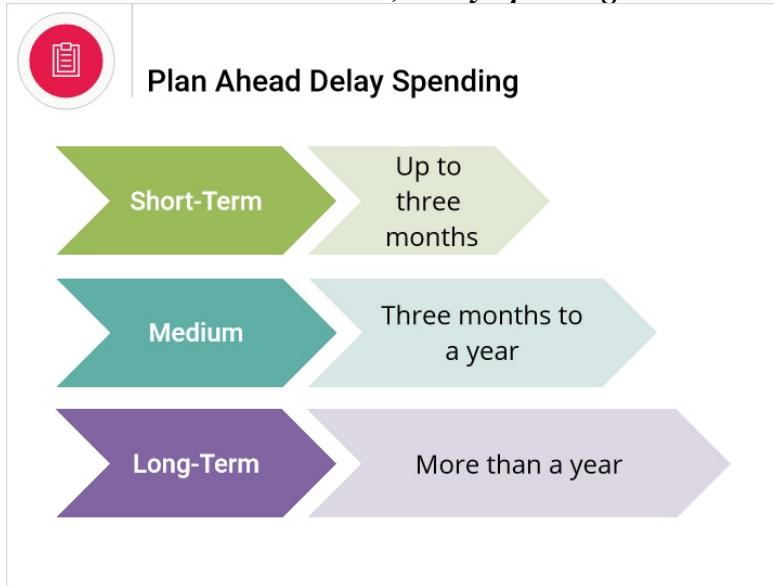 Plan Ahead Delay Spending
Short-Term
Up to
three
months
Medium
Three months to
a year
Long-Term
More than a year